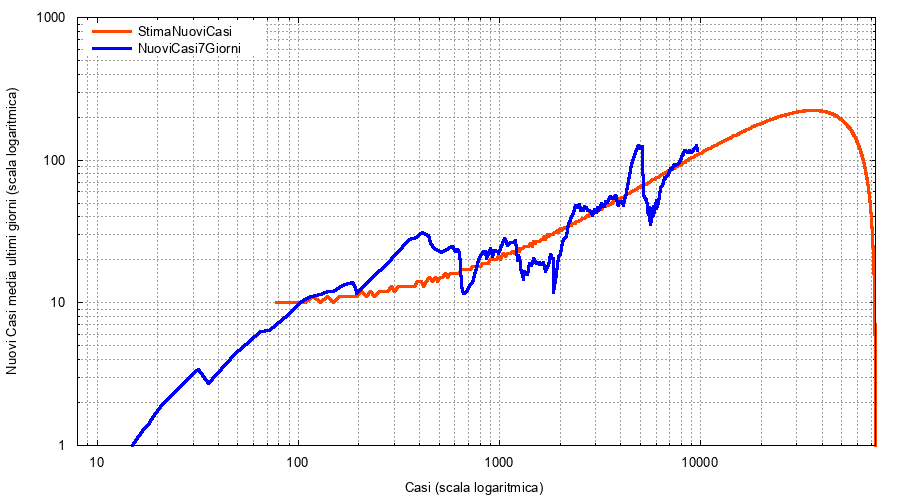 1000
StimaNuoviCasi
NuoviCasi7Giorni
100
10
1
Nuovi Casi media ultimi giorni (scala logaritmica)
10 100 1000 10000
Casi (scala logaritmica)